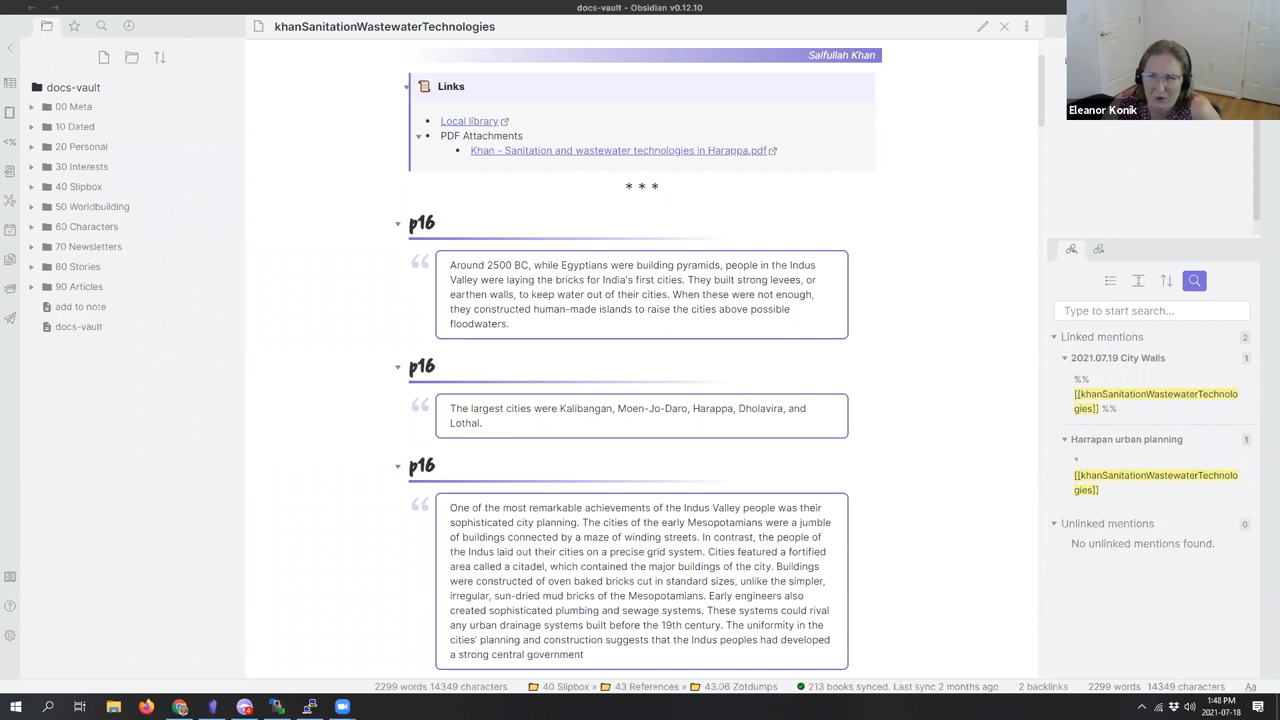 docs-vault - Obsidian v0.12.10
khanSanitationWastewaterTechnologies
Eleanor Konik
docs-vault
00 Meta
10 Dated
20 Personal
30 Interests
40 Slipbox
50 Worldbuilding
60 Characters
70 Newsletters
80 Stories
90 Articles
add to note
docs-vault
Saifullah Khan
Links
Local library
PDF Attachments
Khan - Sanitation and wastewater technologies in Harappa.pdf
* * *
p16
Around 2500 BC, while Egyptians were building pyramids, people in the Indus
Valley were laying the bricks for India's first cities. They built strong levees, or
earthen walls, to keep water out of their cities. When these were not enough,
they constructed human-made islands to raise the cities above possible
floodwaters.
p16
The largest cities were Kalibangan, Moen-Jo-Daro, Harappa, Dholavira, and
Lothal.
p16
One of the most remarkable achievements of the Indus Valley people was their
sophisticated city planning. The cities of the early Mesopotamians were a jumble
of buildings connected by a maze of winding streets. In contrast, the people of
the Indus laid out their cities on a precise grid system. Cities featured a fortified
area called a citadel, which contained the major buildings of the city. Buildings
were constructed of oven baked bricks cut in standard sizes, unlike the simpler,
irregular, sun-dried mud bricks of the Mesopotamians. Early engineers also
created sophisticated plumbing and sewage systems. These systems could rival
any urban drainage systems built before the 19th century. The uniformity in the
cities' planning and construction suggests that the Indus peoples had developed
a strong central government
Type to start search...
Linked mentions 2
2021.07.19 City Walls 1
%%
[[khanSanitationWastewaterTechnolo
gies]] %%
Harrapan urban planning 1
*
[[khanSanitationWastewaterTechnolo
gies]]
Unlinked mentions 0
No unlinked mentions found.
2299 words 14349 characters 40 Slipbox » 43 References » 43.06 Zotdumps 213 books synced. Last sync 2 months ago 2 backlinks 2299 words 14349 characters Aa
1:48 PM
2021-07-18